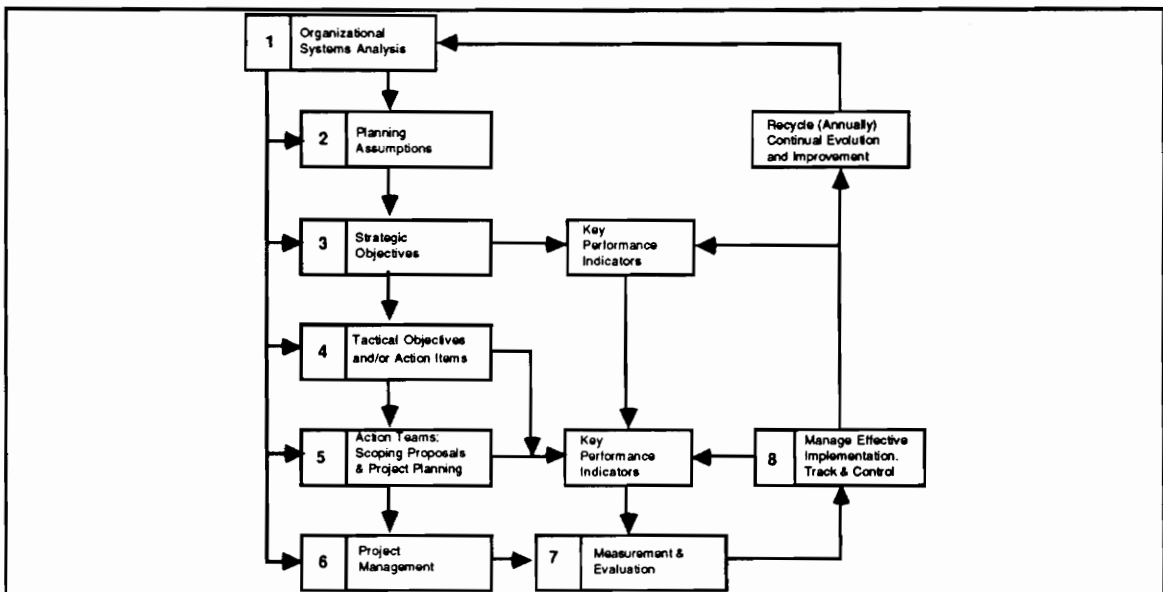 1
Organizational
Systems Analysis
2
Planning
Assumptions
Recycle (Annually)
Continual Evolution
and Improvement
3
Strategic
Objectives
Key
Performance
Indicators
4
Tactical Objectives
and/or Action Items
5
Action Teams:
Scoping Proposals
& Project Planning
Key
Performance
Indicators
8
Manage Effective
Implementation.
Track & Control
6
Project
Management
7
Measurement &
Evaluation